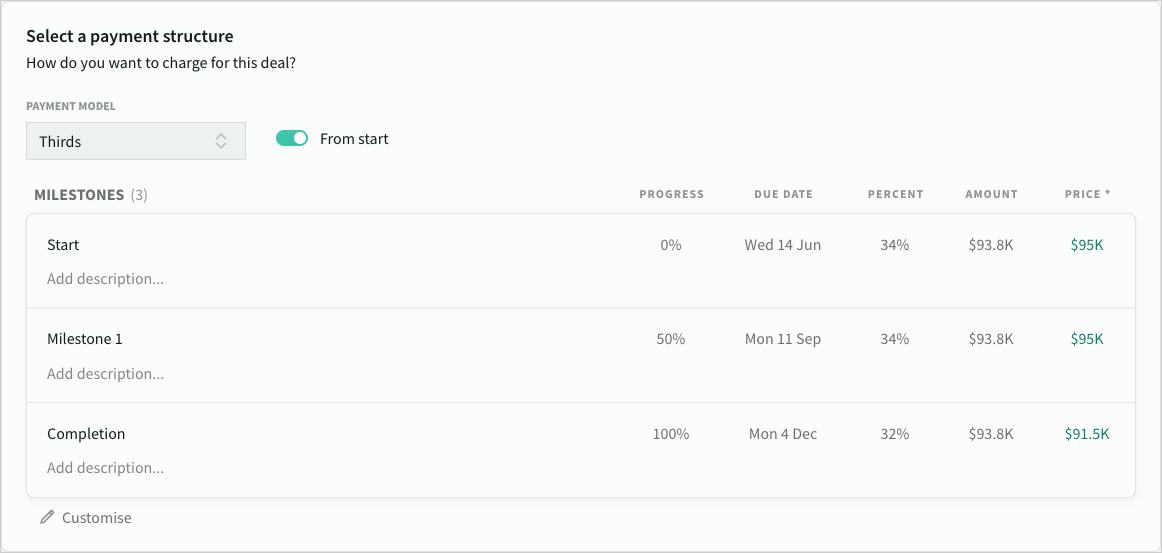 Select a payment structure
How do you want to charge for this deal?
PAYMENT MODEL
Thirds From start
MILESTONES (3) PROGRESS DUE DATE PERCENT AMOUNT PRICE *
Start 0% Wed 14 Jun 34% $93.8K $95K
Add description...
Milestone 1 50% Mon 11 Sep 34% $93.8K $95K
Add description...
Completion 100% Mon 4 Dec 32% $93.8K $91.5K
Add description...
Customise